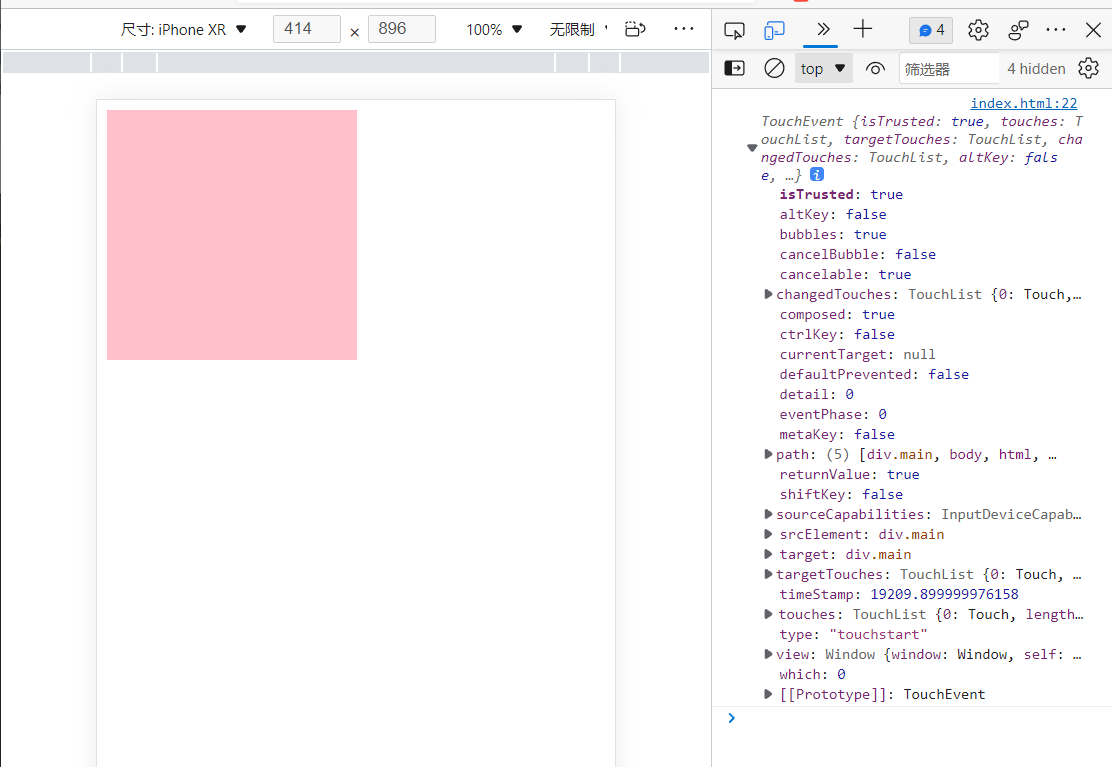 尺寸: iPhone XR ▼ 414 × 896 100% ▼ 无限制 ⋯
4
top ▼ 筛选器 4 hidden
index.html:22
TouchEvent {isTrusted: true, touches: T
ouchList, targetTouches: TouchList, cha
ngedTouches: TouchList, altKey: fals
e, …} i
isTrusted: true
altKey: false
bubbles: true
cancelBubble: false
cancelable: true
changedTouches: TouchList {0: Touch,…
composed: true
ctrlKey: false
currentTarget: null
defaultPrevented: false
detail: 0
eventPhase: 0
metaKey: false
path: (5) [div.main, body, html, …
returnValue: true
shiftKey: false
sourceCapabilities: InputDeviceCapab…
srcElement: div.main
target: div.main
targetTouches: TouchList {0: Touch, …
timeStamp: 19209.899999976158
touches: TouchList {0: Touch, length…
type: "touchstart"
view: Window {window: Window, self: …
which: 0
[[Prototype]]: TouchEvent